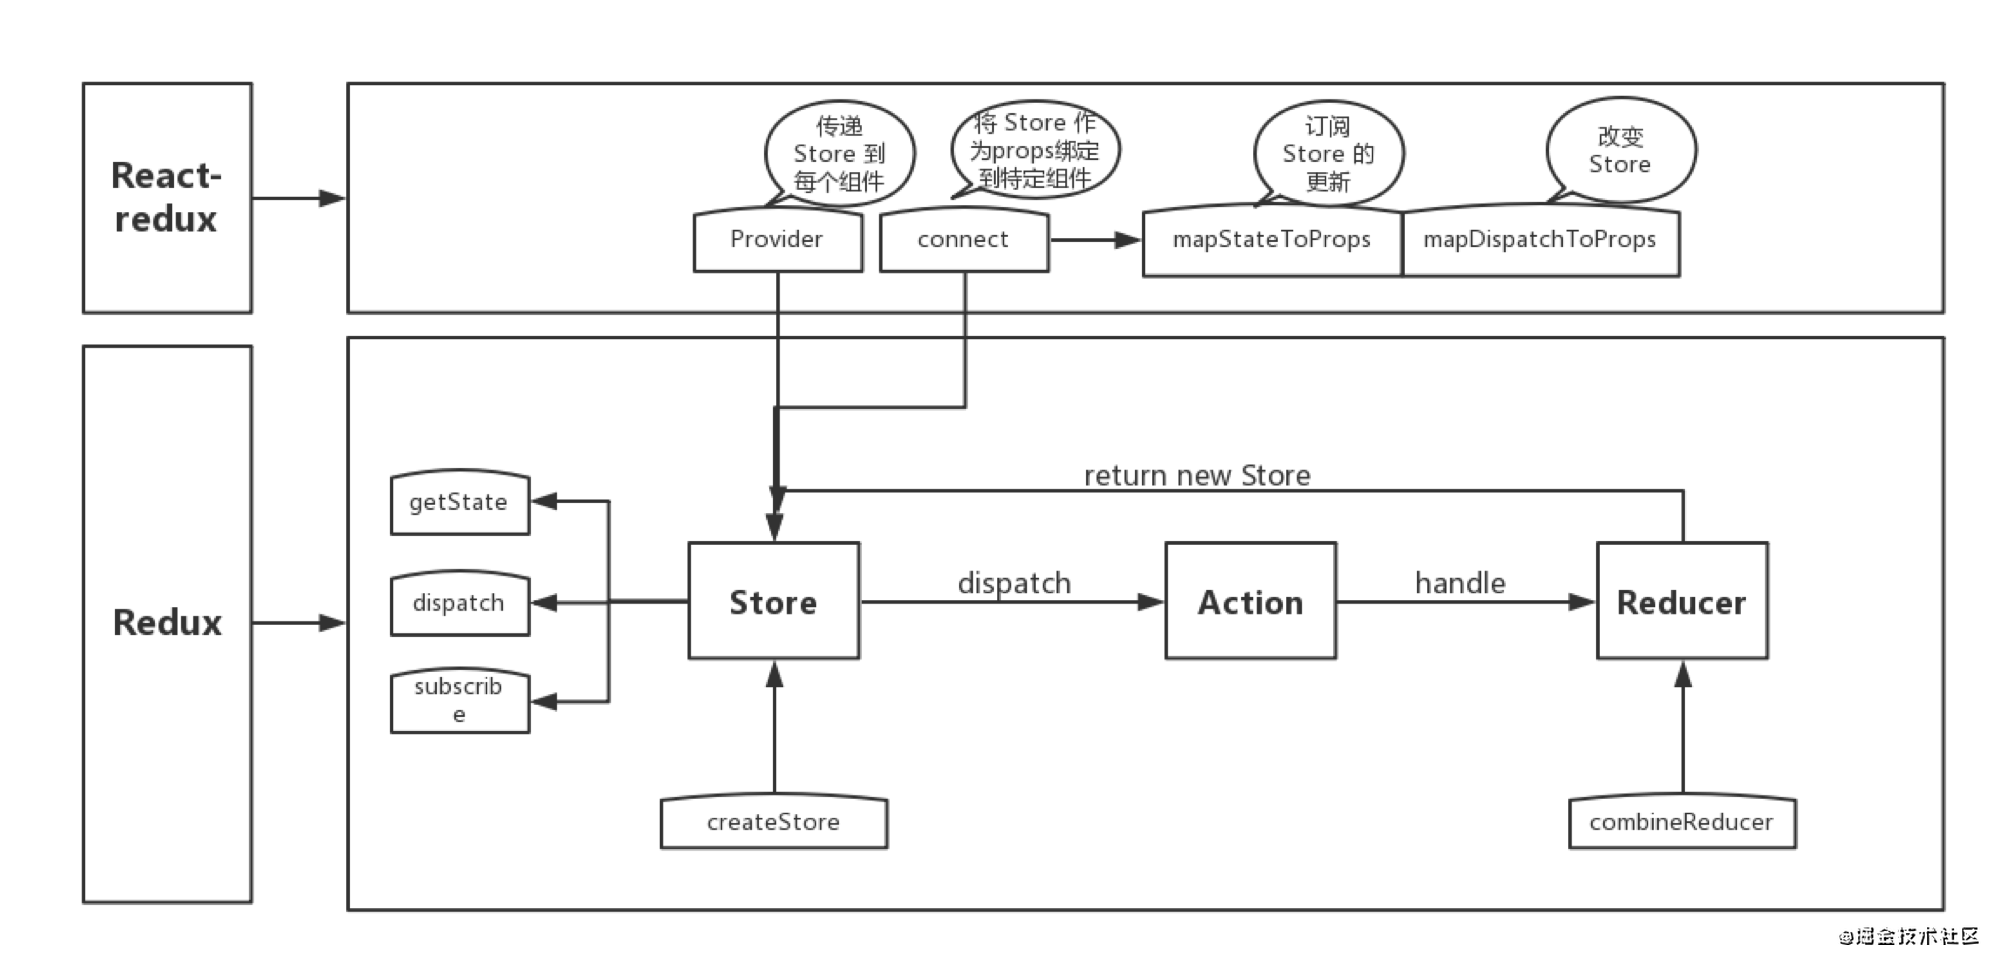 React-
redux
传递
Store 到
每个组件
将 Store 作
为props绑定
到特定组件
订阅
Store 的
更新
改变
Store
Provider
connect
mapStateToProps
mapDispatchToProps
Redux
return new Store
getState
dispatch
subscrib
e
Store
dispatch
Action
handle
Reducer
createStore
combineReducer
@掘金技术社区